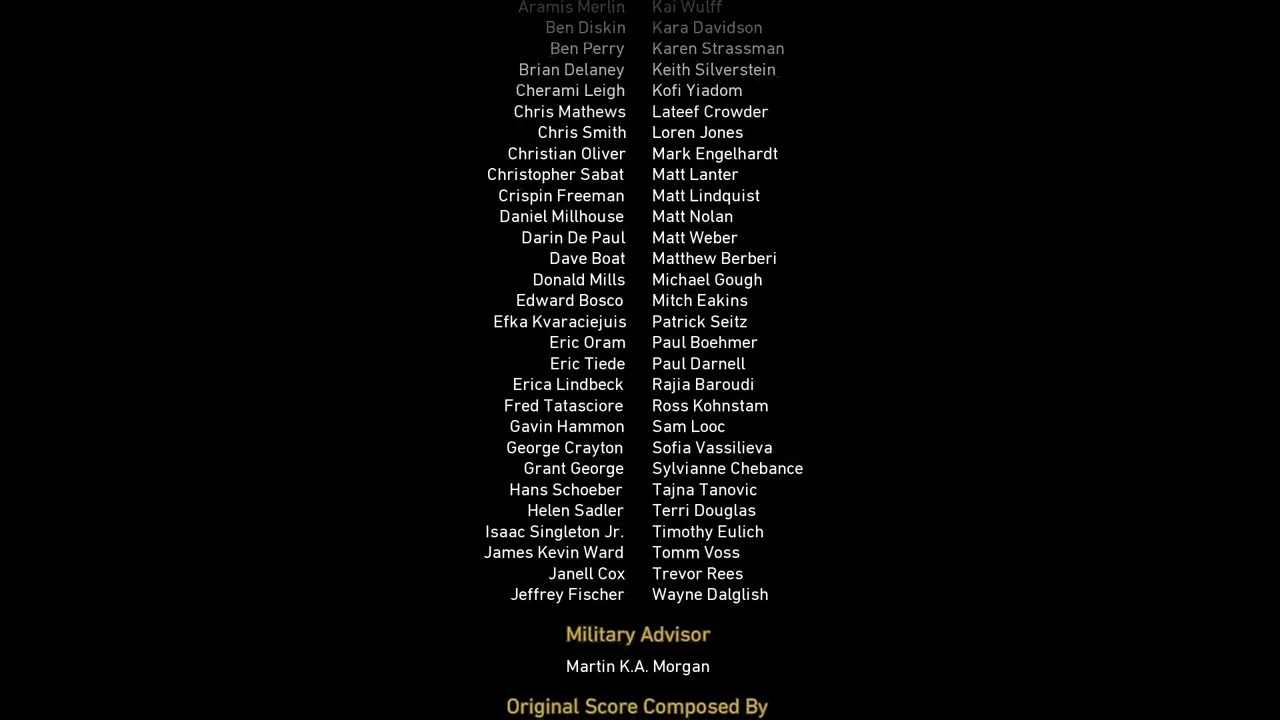 Aramis Merlin Kai Wulff
Ben Diskin Kara Davidson
Ben Perry Karen Strassman
Brian Delaney Keith Silverstein
Cherami Leigh Kofi Yiadom
Chris Mathews Lateef Crowder
Chris Smith Loren Jones
Christian Oliver Mark Engelhardt
Christopher Sabat Matt Lanter
Crispin Freeman Matt Lindquist
Daniel Millhouse Matt Nolan
Darin De Paul Matt Weber
Dave Boat Matthew Berberi
Donald Mills Michael Gough
Edward Bosco Mitch Eakins
Efka Kvaraciejuis Patrick Seitz
Eric Oram Paul Boehmer
Eric Tiede Paul Darnell
Erica Lindbeck Rajia Baroudi
Fred Tatasciore Ross Kohnstam
Gavin Hammon Sam Looc
George Crayton Sofia Vassilieva
Grant George Sylvianne Chebance
Hans Schoeber Tajna Tanovic
Helen Sadler Terri Douglas
Isaac Singleton Jr. Timothy Eulich
James Kevin Ward Tomm Voss
Janell Cox Trevor Rees
Jeffrey Fischer Wayne Dalglish
Military Advisor
Martin K.A. Morgan
Original Score Composed By